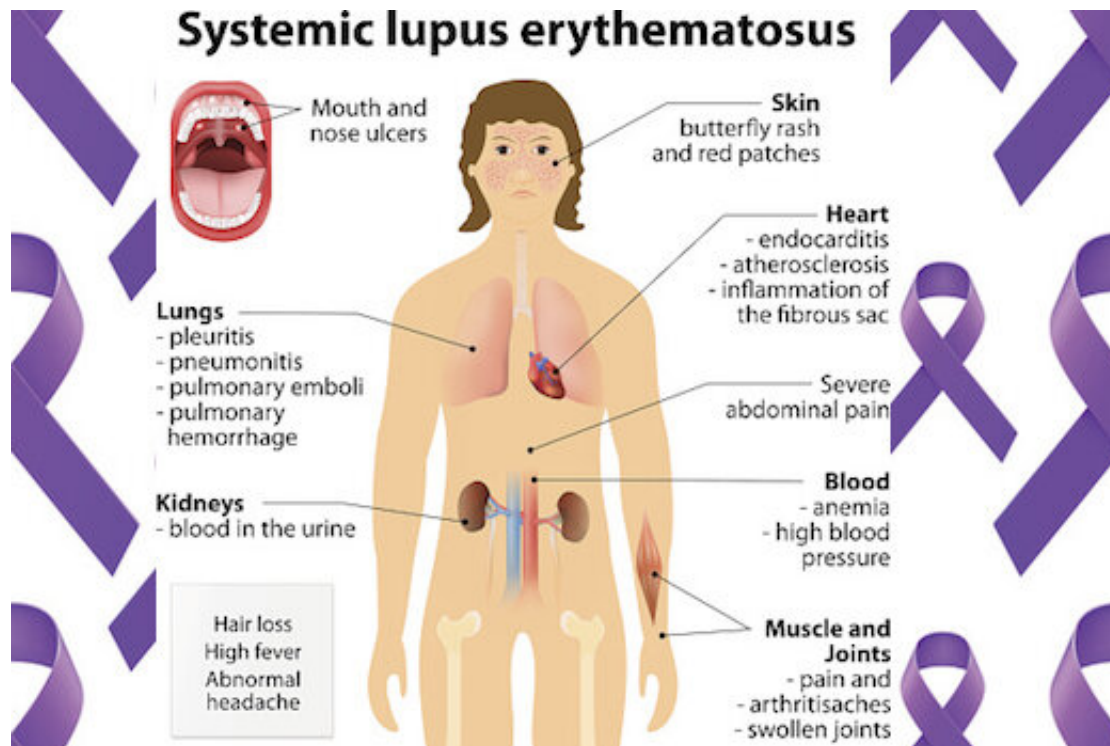 Systemic lupus erythematosus
Mouth and
nose ulcers
Skin
butterfly rash
and red patches
Heart
- endocarditis
- atherosclerosis
- inflammation of
the fibrous sac
Lungs
- pleuritis
- pneumonitis
- pulmonary emboli
- pulmonary
hemorrhage
Severe
abdominal pain
Kidneys
- blood in the urine
Blood
- anemia
- high blood
pressure
Hair loss
High fever
Abnormal
headache
Muscle and
Joints
- pain and
- arthritisaches
- swollen joints